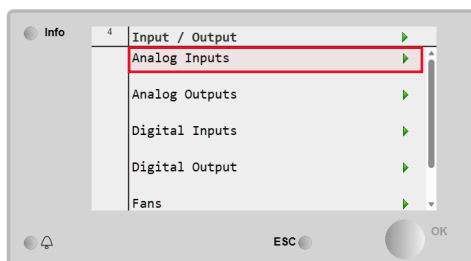 Info
4 Input / Output
Analog Inputs
Analog Outputs
Digital Inputs
Digital Output
Fans
ESC
OK